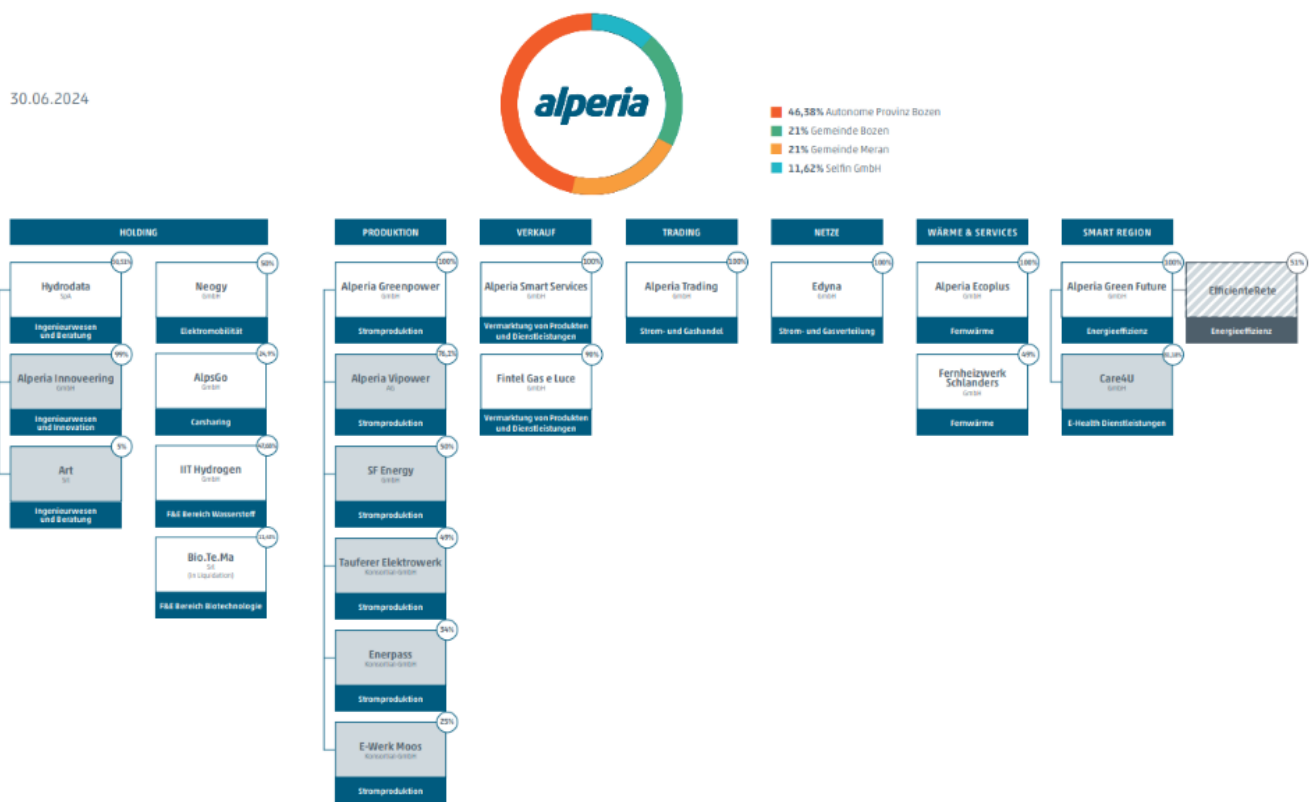 30.06.2024
alperia
46,38% Autonome Provinz Bozen
21% Gemeinde Bozen
21% Gemeinde Meran
11,62% Selfin GmbH
HOLDING
Hydrodata
SpA
Ingenieurwesen
und Beratung
99%
Alperia Innoveering
GmbH
Ingenieurwesen
und Innovation
5%
Art
Srl
Ingenieurwesen
und Beratung
50%
Neogy
GmbH
Elektromobilität
AlpsGo
GmbH
Carsharing
IIT Hydrogen
GmbH
F&E Bereich Wasserstoff
Bio.Te.Ma
Srl
(in Liquidation)
F&E Bereich Biotechnologie
PRODUKTION
100%
Alperia Greenpower
GmbH
Stromproduktion
Alperia Vipower
AG
Stromproduktion
50%
SF Energy
GmbH
Stromproduktion
49%
Tauferer Elektrowerk
Konsortial-GmbH
Stromproduktion
34%
Enerpass
Konsortial-GmbH
Stromproduktion
25%
E-Werk Moos
Konsortial-GmbH
Stromproduktion
VERKAUF
100%
Alperia Smart Services
GmbH
Vermarktung von Produkten
und Dienstleistungen
90%
Fintel Gas e Luce
GmbH
Vermarktung von Produkten
und Dienstleistungen
TRADING
100%
Alperia Trading
GmbH
Strom- und Gashandel
NETZE
100%
Edyna
GmbH
Strom- und Gasverteilung
WÄRME & SERVICES
100%
Alperia Ecoplus
GmbH
Fernwärme
49%
Fernheizwerk
Schlanders
GmbH
Fernwärme
SMART REGION
100%
Alperia Green Future
GmbH
Energieeffizienz
51%
EfficienteRete
Energieeffizienz
Care4U
GmbH
E-Health Dienstleistungen